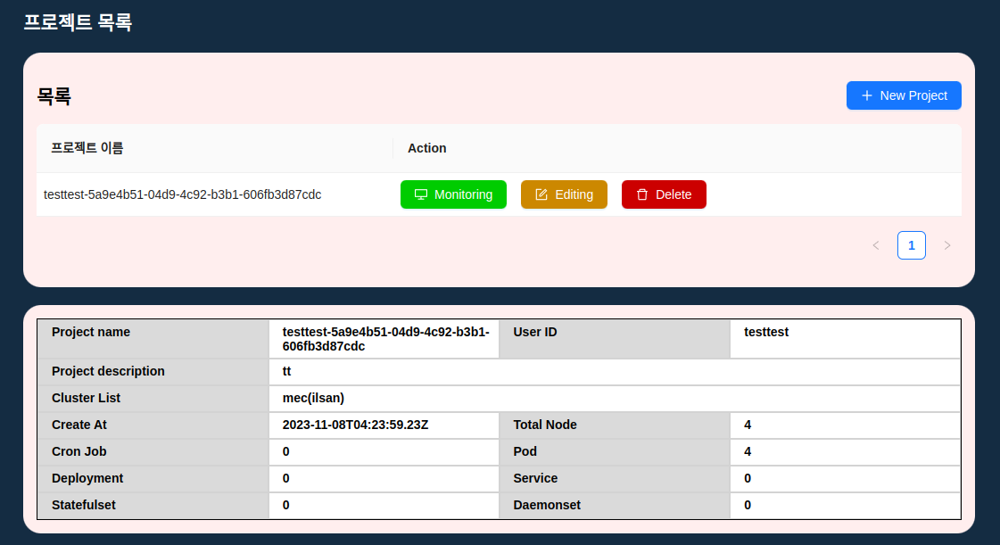 프로젝트 목록
목록
New Project
프로젝트 이름 Action
testtest-5a9e4b51-04d9-4c92-b3b1-606fb3d87cdc Monitoring Editing Delete
1
Project name testtest-5a9e4b51-04d9-4c92-b3b1- User ID testtest
606fb3d87cdc
Project description tt
Cluster List mec(ilsan)
Create At 2023-11-08T04:23:59.23Z Total Node 4
Cron Job 0 Pod 4
Deployment 0 Service 0
Statefulset 0 Daemonset 0